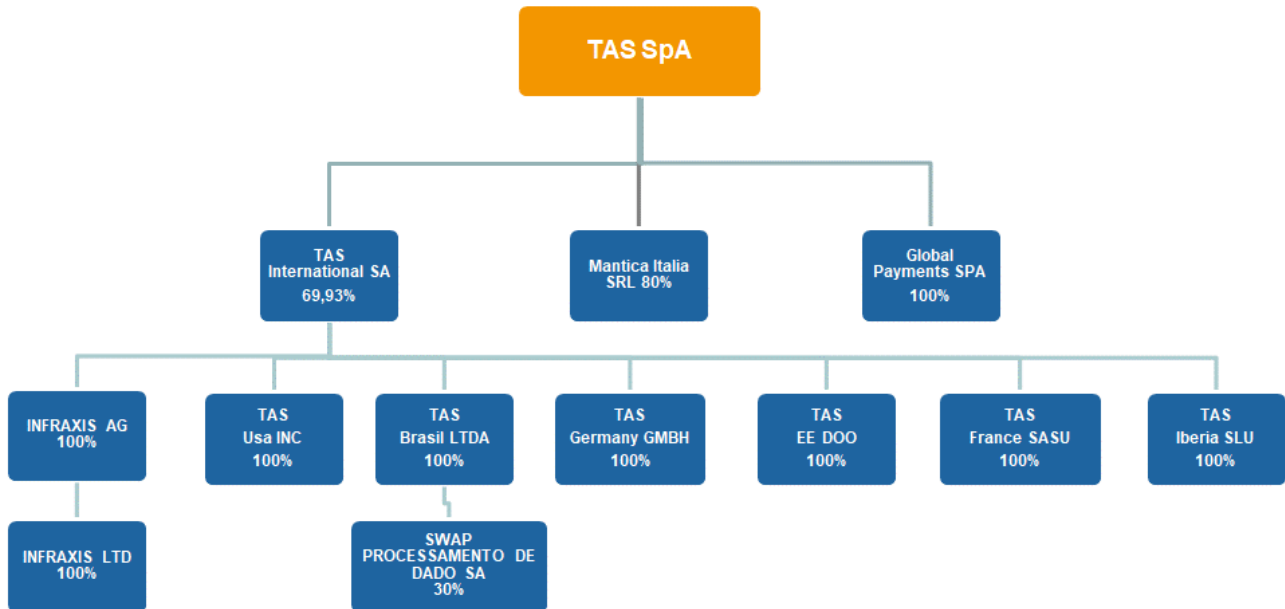 TAS SpA
TAS
International SA
69,93%
Mantica Italia
SRL 80%
Global
Payments SPA
100%
INFRAXIS AG
100%
TAS
Usa INC
100%
TAS
Brasil LTDA
100%
TAS
Germany GMBH
100%
TAS
EE DOO
100%
TAS
France SASU
100%
TAS
Iberia SLU
100%
INFRAXIS LTD
100%
SWAP
PROCESSAMENTO DE
DADO SA
30%